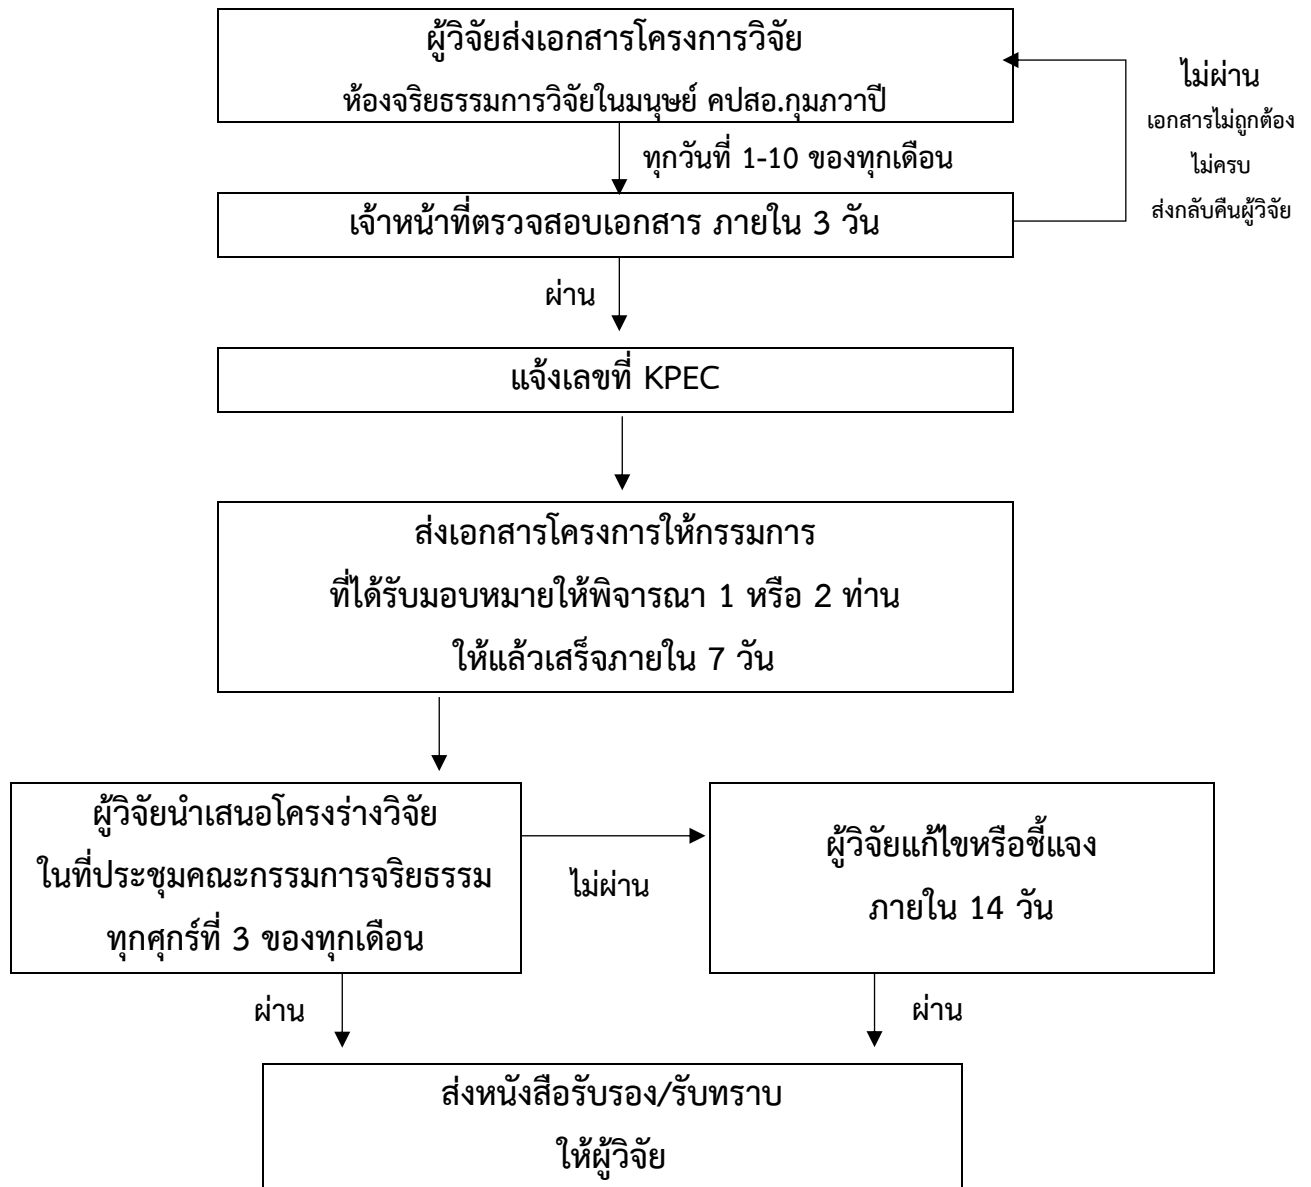 ผู้วิจัยส่งเอกสารโครงการวิจัย
ห้องจริยธรรมการวิจัยในมนุษย์ คปสอ.กุมภวาปี
ไม่ผ่าน
เอกสารไม่ถูกต้อง
ไม่ครบ
ส่งกลับคืนผู้วิจัย
ทุกวันที่ 1-10 ของทุกเดือน
เจ้าหน้าที่ตรวจสอบเอกสาร ภายใน 3 วัน
ผ่าน
แจ้งเลขที่ KPEC
ส่งเอกสารโครงการให้กรรมการ
ที่ได้รับมอบหมายให้พิจารณา 1 หรือ 2 ท่าน
ให้แล้วเสร็จภายใน 7 วัน
ผู้วิจัยนำเสนอโครงร่างวิจัย
ในที่ประชุมคณะกรรมการจริยธรรม
ทุกศุกร์ที่ 3 ของทุกเดือน
ไม่ผ่าน
ผู้วิจัยแก้ไขหรือชี้แจง
ภายใน 14 วัน
ผ่าน
ผ่าน
ส่งหนังสือรับรอง/รับทราบ
ให้ผู้วิจัย